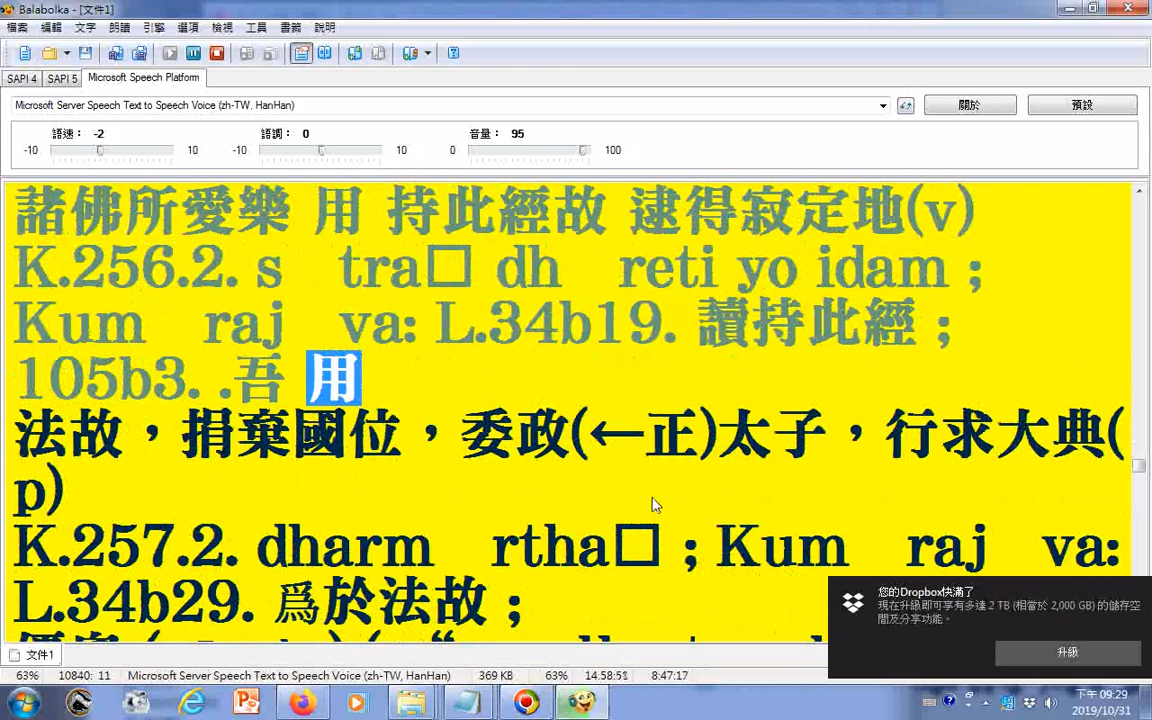 Balabolka - [文件1]
檔案 編輯 文字 朗讀 引擎 選項 檢視 工具 書籤 說明
SAPI 4 SAPI 5 Microsoft Speech Platform
Microsoft Server Speech Text to Speech Voice (zh-TW, HanHan) 關於 預設
語速： -2 語調： 0 音量： 95
-10 10 -10 10 0 100
諸佛所愛樂 用 持此經故 逮得寂定地(v)
K.256.2. s tra□ dh reti yo idam ;
Kum raj va: L.34b19. 讀持此經 ;
105b3. .吾 用
法故，捐棄國位，委政(←正)太子，行求大典(
p)
K.257.2. dharm rtha□ ; Kum raj va:
L.34b29. 爲於法故 ;
您的Dropbox快滿了
現在升級即可享有多達 2 TB (相當於 2,000 GB) 的儲存空
間及分享功能。
升級
文件1
63% 10840: 11 Microsoft Server Speech Text to Speech Voice (zh-TW, HanHan) 369 KB 63% 14:58:51 8:47:17
下午 09:29
2019/10/31